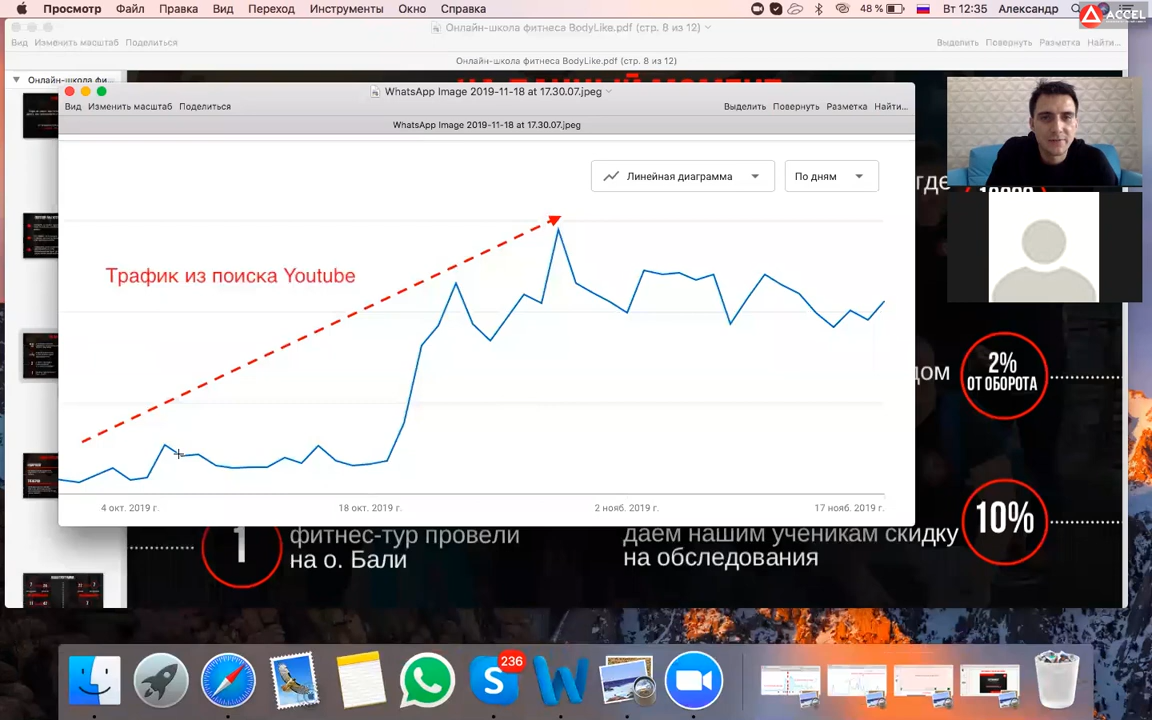 Просмотр Файл Правка Вид Переход Инструменты Окно Справка
48 % Вт 12:35 Александр
ACCEL
Онлайн-школа фитнеса BodyLike.pdf (стр. 8 из 12)
Вид Изменить масштаб Поделиться
Выделить Повернуть Разметка Найти...
Онлайн-школа фитнеса BodyLike.pdf (стр. 8 из 12)
Онлайн-школа фи...
WhatsApp Image 2019-11-18 at 17.30.07.jpeg
Вид Изменить масштаб Поделиться
Выделить Повернуть Разметка Найти...
WhatsApp Image 2019-11-18 at 17.30.07.jpeg
Линейная диаграмма
По дням
Трафик из поиска Youtube
4 окт. 2019 г. 18 окт. 2019 г. 2 нояб. 2019 г. 17 нояб. 2019 г.
2%
ОТ ОБОРОТА
1
фитнес-тур провели
на о. Бали
даем нашим ученикам скидку
на обследования
10%
236